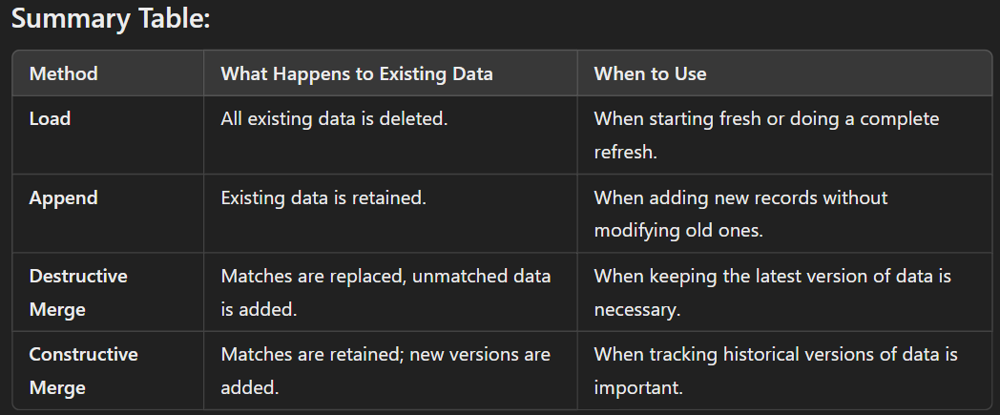 Summary Table:
Method What Happens to Existing Data When to Use
Load All existing data is deleted. When starting fresh or doing a complete
refresh.
Append Existing data is retained. When adding new records without
modifying old ones.
Destructive Matches are replaced, unmatched data When keeping the latest version of data is
Merge is added. necessary.
Constructive Matches are retained; new versions are When tracking historical versions of data is
Merge added. important.